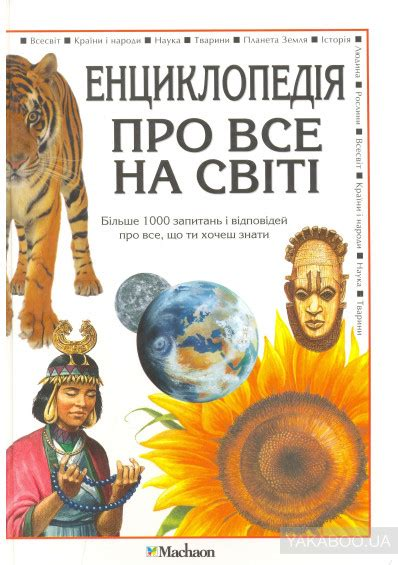 ■ Всесвіт ■ Країни і народи ■ Наука ■ Тварини ■ Планета Земля ■ Історія ■
Людина ■ Рослини ■ Всесвіт ■ Країни і народи ■ Наука ■ Тварини
ЕНЦИКЛОПЕДІЯ
ПРО ВСЕ
НА СВІТІ
Більше 1000 запитань і відповідей
про все, що ти хочеш знати
Machaon
YAKABOO.UA